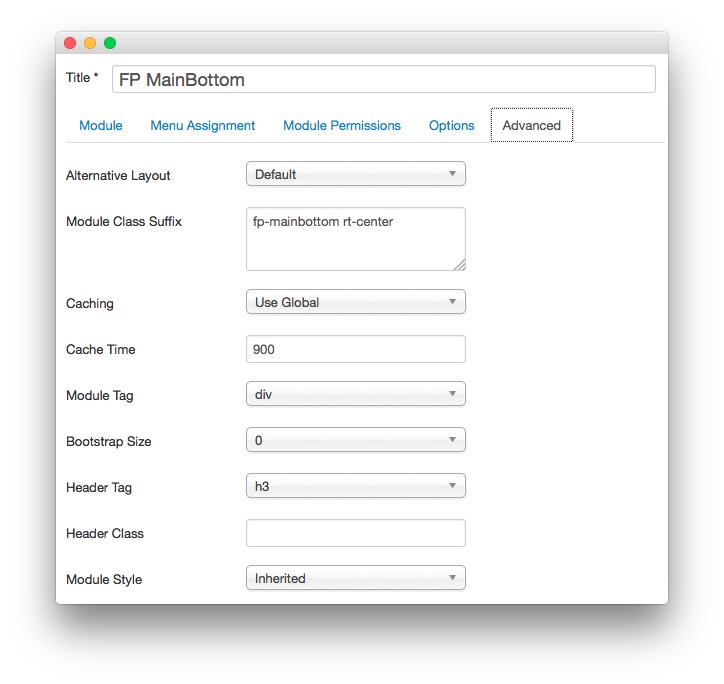 Title * FP MainBottom
Module Menu Assignment Module Permissions Options Advanced
Alternative Layout Default
Module Class Suffix fp-mainbottom rt-center
Caching Use Global
Cache Time 900
Module Tag div
Bootstrap Size 0
Header Tag h3
Header Class
Module Style Inherited